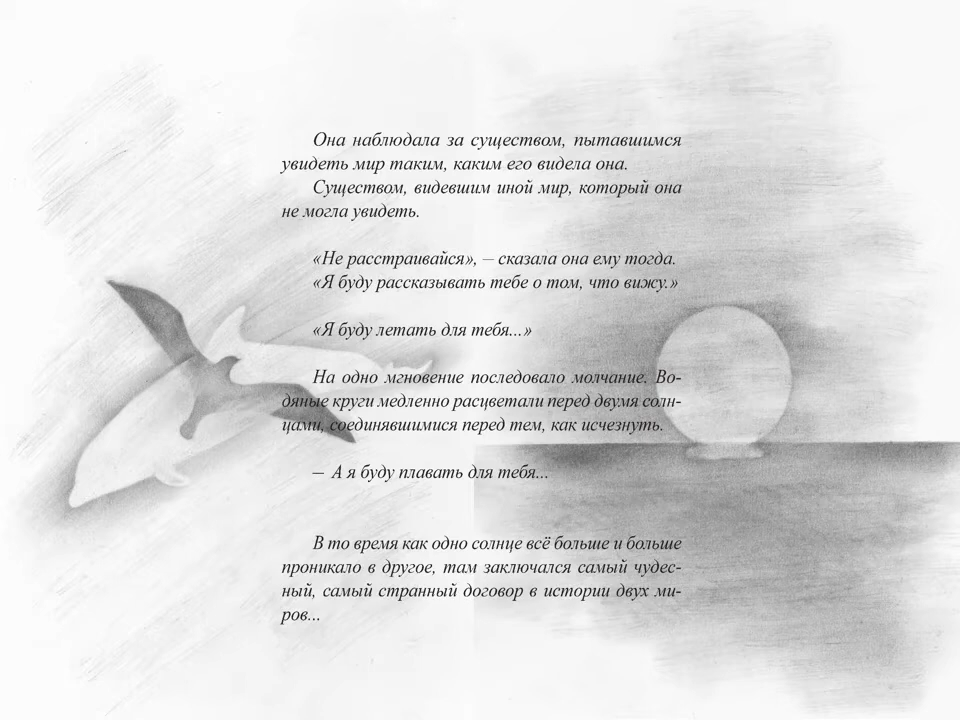 Она наблюдала за существом, пытавшимся
увидеть мир таким, каким его видела она.
Существом, видевшим иной мир, который она
не могла увидеть.
«Не расстраивайся», – сказала она ему тогда.
«Я буду рассказывать тебе о том, что вижу.»
«Я буду летать для тебя...»
На одно мгновение последовало молчание. Во-
дяные круги медленно расцветали перед двумя солн-
цами, соединявшимися перед тем, как исчезнуть.
– А я буду плавать для тебя...
В то время как одно солнце всё больше и больше
проникало в другое, там заключался самый чудес-
ный, самый странный договор в истории двух ми-
ров...